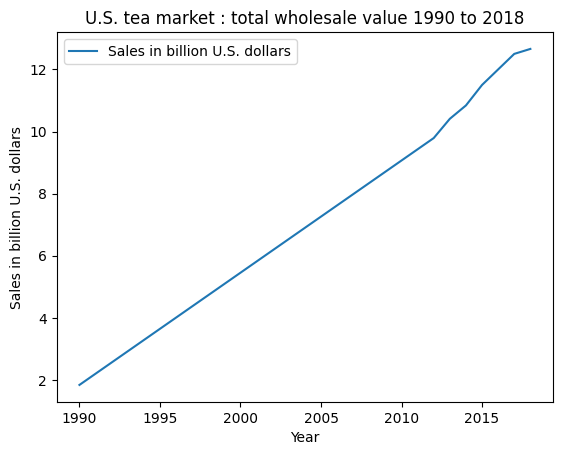 U.S. tea market : total wholesale value 1990 to 2018
Sales in billion U.S. dollars
Sales in billion U.S. dollars
12
10
8
6
4
2
1990 1995 2000 2005 2010 2015
Year